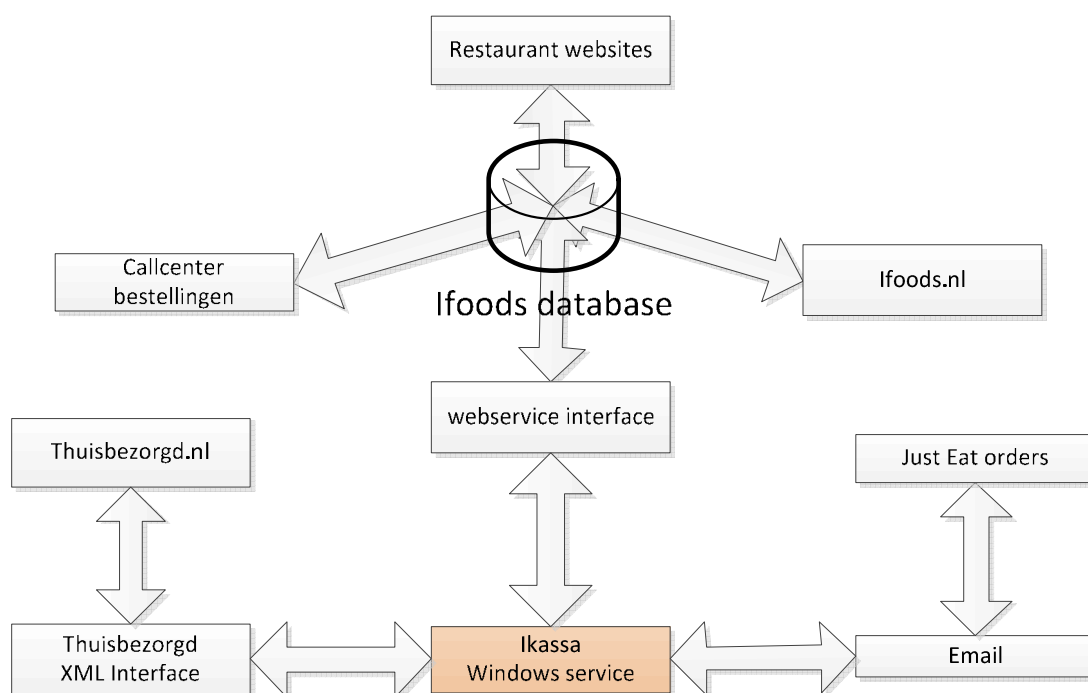 Restaurant websites
Callcenter
bestellingen
Ifoods database
Ifoods.nl
webservice interface
Thuisbezorgd.nl
Just Eat orders
Thuisbezorgd
XML Interface
Ikassa
Windows service
Email